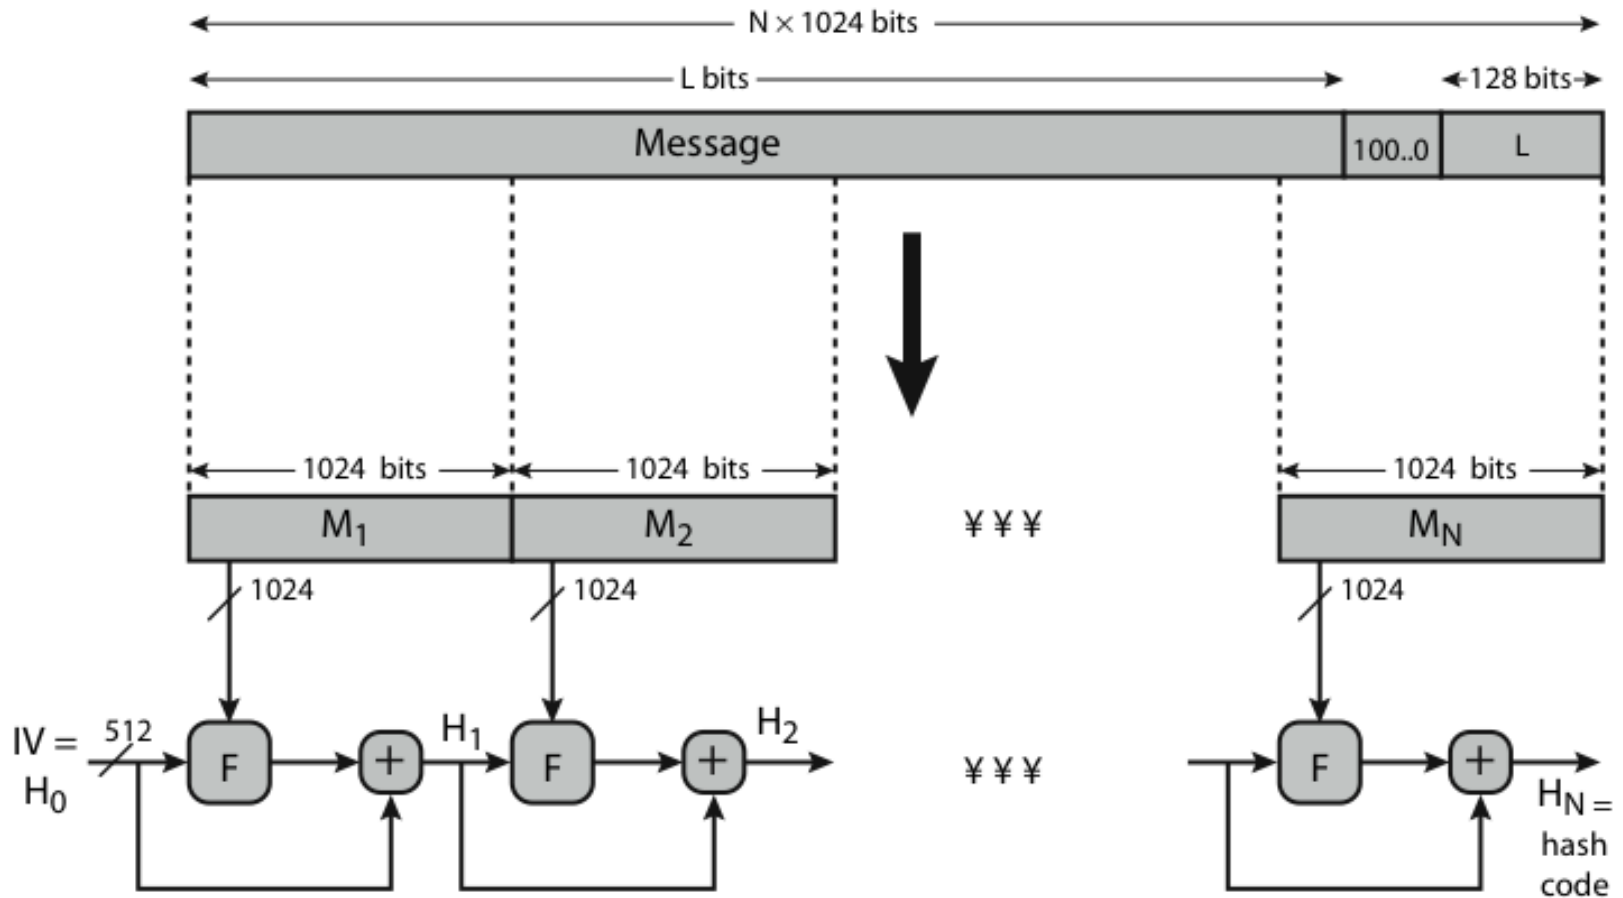 N × 1024 bits
L bits
128 bits
Message
100..0
L
1024 bits
1024 bits
1024 bits
M1
M2
¥ ¥ ¥
MN
1024
1024
1024
IV =
H0
512
F
+
H1
F
+
H2
¥ ¥ ¥
F
+
HN =
hash
code